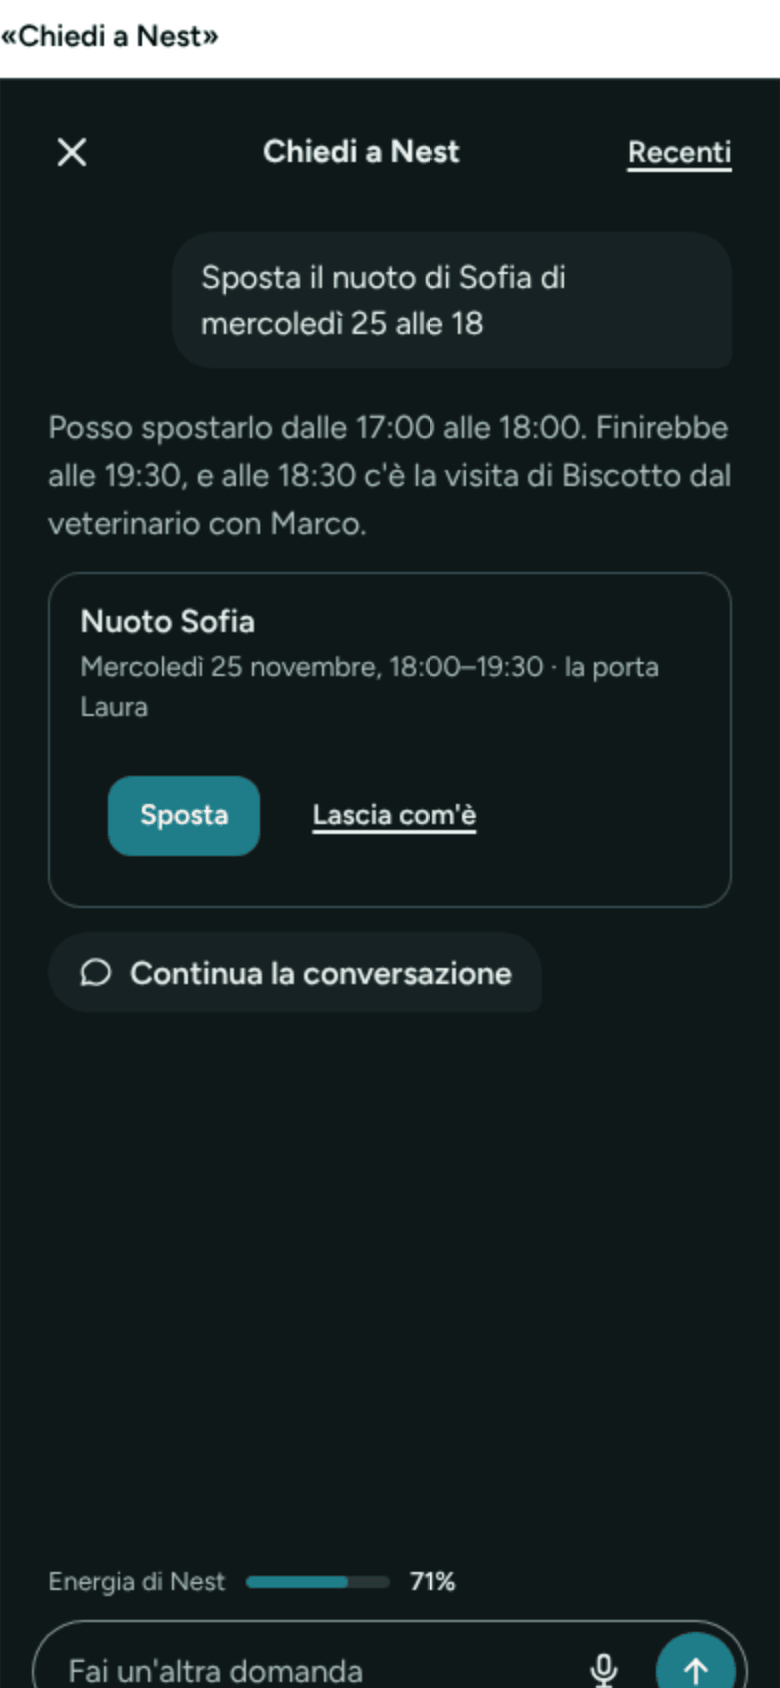 «Chiedi a Nest»
Chiedi a Nest
Recenti
Sposta il nuoto di Sofia di
mercoledì 25 alle 18
Posso spostarlo dalle 17:00 alle 18:00. Finirebbe
alle 19:30, e alle 18:30 c'è la visita di Biscotto dal
veterinario con Marco.
Nuoto Sofia
Mercoledì 25 novembre, 18:00–19:30 · la porta
Laura
Sposta
Lascia com'è
Continua la conversazione
Energia di Nest
71%
Fai un'altra domanda